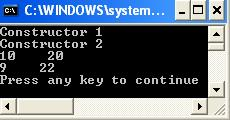 C:\WINDOWS\system...
Constructor 1
Constructor 2
10 20
9 22
Press any key to continue